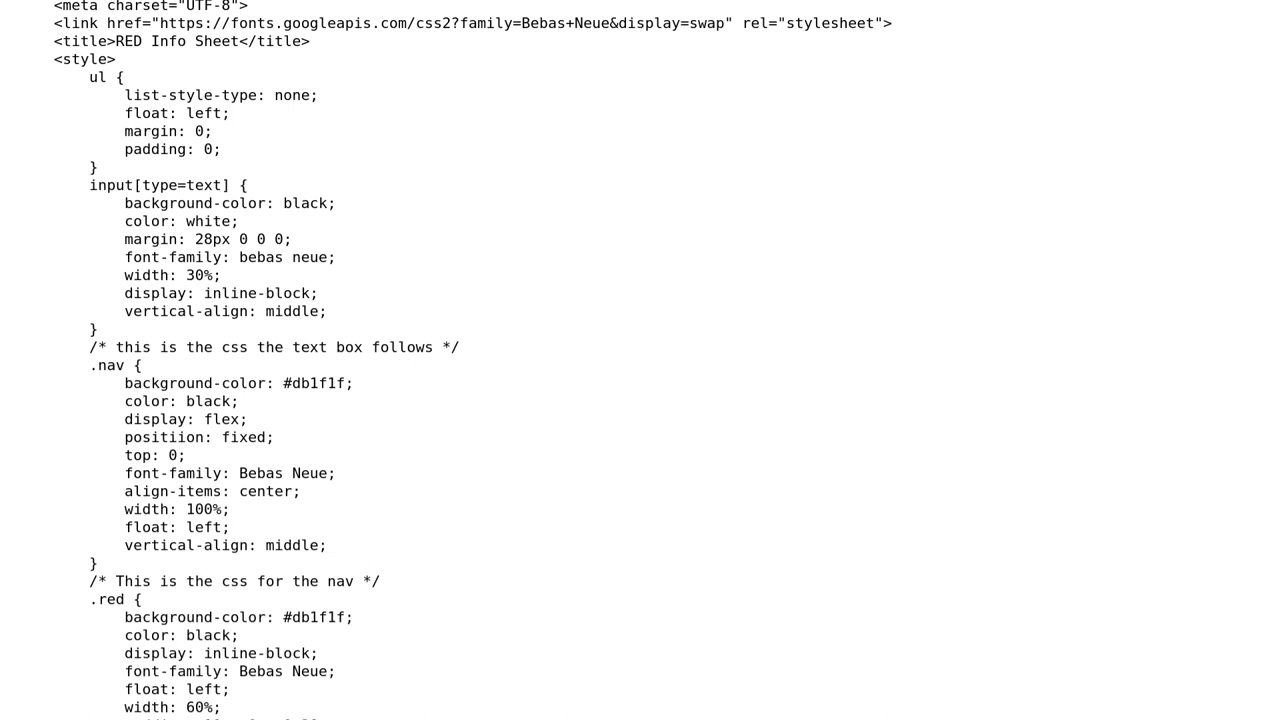 <meta charset="UTF-8">
<link href="https://fonts.googleapis.com/css2?family=Bebas+Neue&display=swap" rel="stylesheet">
<title>RED Info Sheet</title>
<style>
ul {
list-style-type: none;
float: left;
margin: 0;
padding: 0;
}
input[type=text] {
background-color: black;
color: white;
margin: 28px 0 0 0;
font-family: bebas neue;
width: 30%;
display: inline-block;
vertical-align: middle;
}
/* this is the css the text box follows */
.nav {
background-color: #db1f1f;
color: black;
display: flex;
positiion: fixed;
top: 0;
font-family: Bebas Neue;
align-items: center;
width: 100%;
float: left;
vertical-align: middle;
}
/* This is the css for the nav */
.red {
background-color: #db1f1f;
color: black;
display: inline-block;
font-family: Bebas Neue;
float: left;
width: 60%;